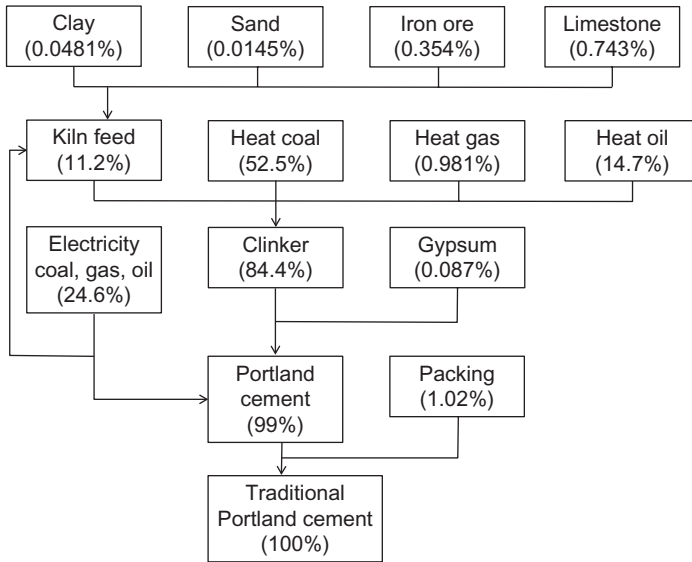 Clay
(0.0481%)
Sand
(0.0145%)
Iron ore
(0.354%)
Limestone
(0.743%)
Kiln feed
(11.2%)
Heat coal
(52.5%)
Heat gas
(0.981%)
Heat oil
(14.7%)
Electricity
coal, gas, oil
(24.6%)
Clinker
(84.4%)
Gypsum
(0.087%)
Portland
cement
(99%)
Packing
(1.02%)
Traditional
Portland cement
(100%)